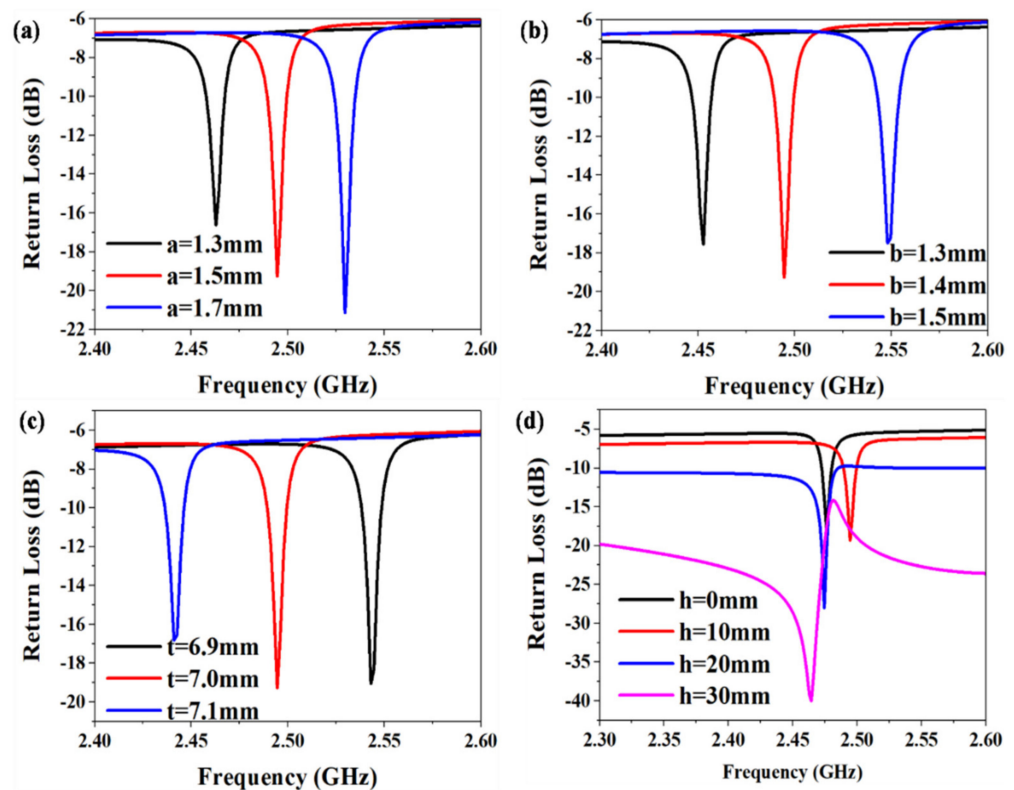 (a)
-6
-8
-10
-12
-14
-16
-18
-20
-22
Return Loss (dB)
a=1.3mm
a=1.5mm
a=1.7mm
2.40 2.45 2.50 2.55 2.60
Frequency (GHz)
(b)
-6
-8
-10
-12
-14
-16
-18
-20
-22
Return Loss (dB)
b=1.3mm
b=1.4mm
b=1.5mm
2.40 2.45 2.50 2.55 2.60
Frequency (GHz)
(c)
-6
-8
-10
-12
-14
-16
-18
-20
Return Loss (dB)
t=6.9mm
t=7.0mm
t=7.1mm
2.40 2.45 2.50 2.55 2.60
Frequency (GHz)
(d)
-5
-10
-15
-20
-25
-30
-35
-40
Return Loss (dB)
h=0mm
h=10mm
h=20mm
h=30mm
2.30 2.40 2.45 2.50 2.60
Frequency (GHz)